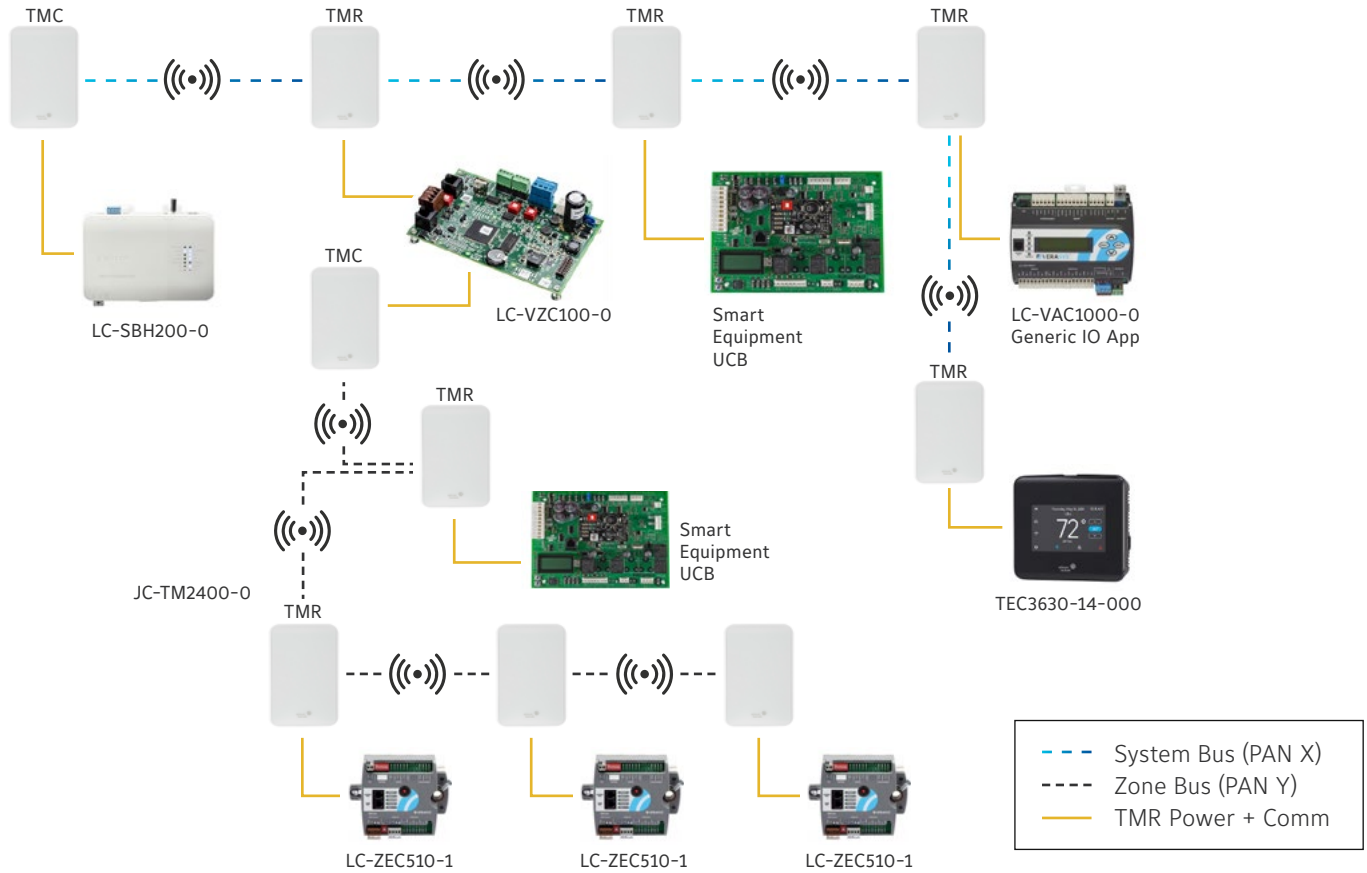 TMC
TMR
TMR
TMR
LC-SBH200-0
LC-VZC100-0
Smart
Equipment
UCB
LC-VAC1000-0
Generic IO App
TMC
TMR
TMR
72°
TEC3630-14-000
Smart
Equipment
UCB
JC-TM2400-0
TMR
LC-ZEC510-1
LC-ZEC510-1
LC-ZEC510-1
System Bus (PAN X)
Zone Bus (PAN Y)
TMR Power + Comm